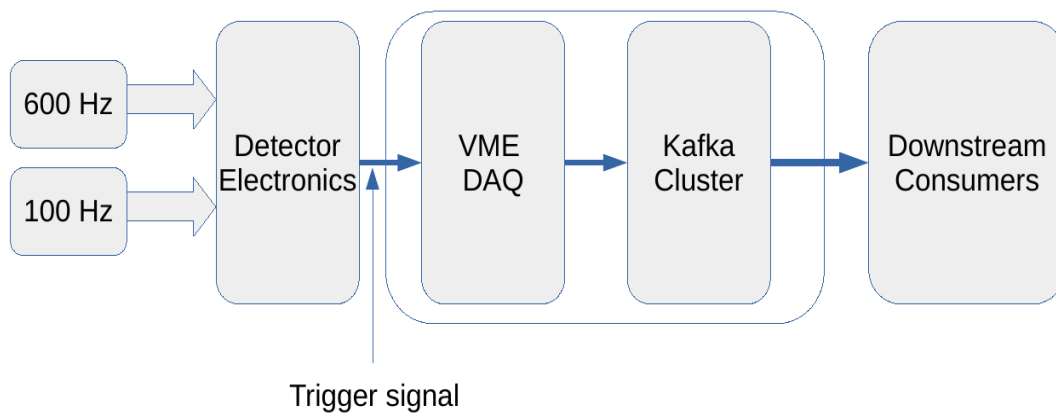 600 Hz
100 Hz
Detector
Electronics
VME
DAQ
Kafka
Cluster
Downstream
Consumers
Trigger signal